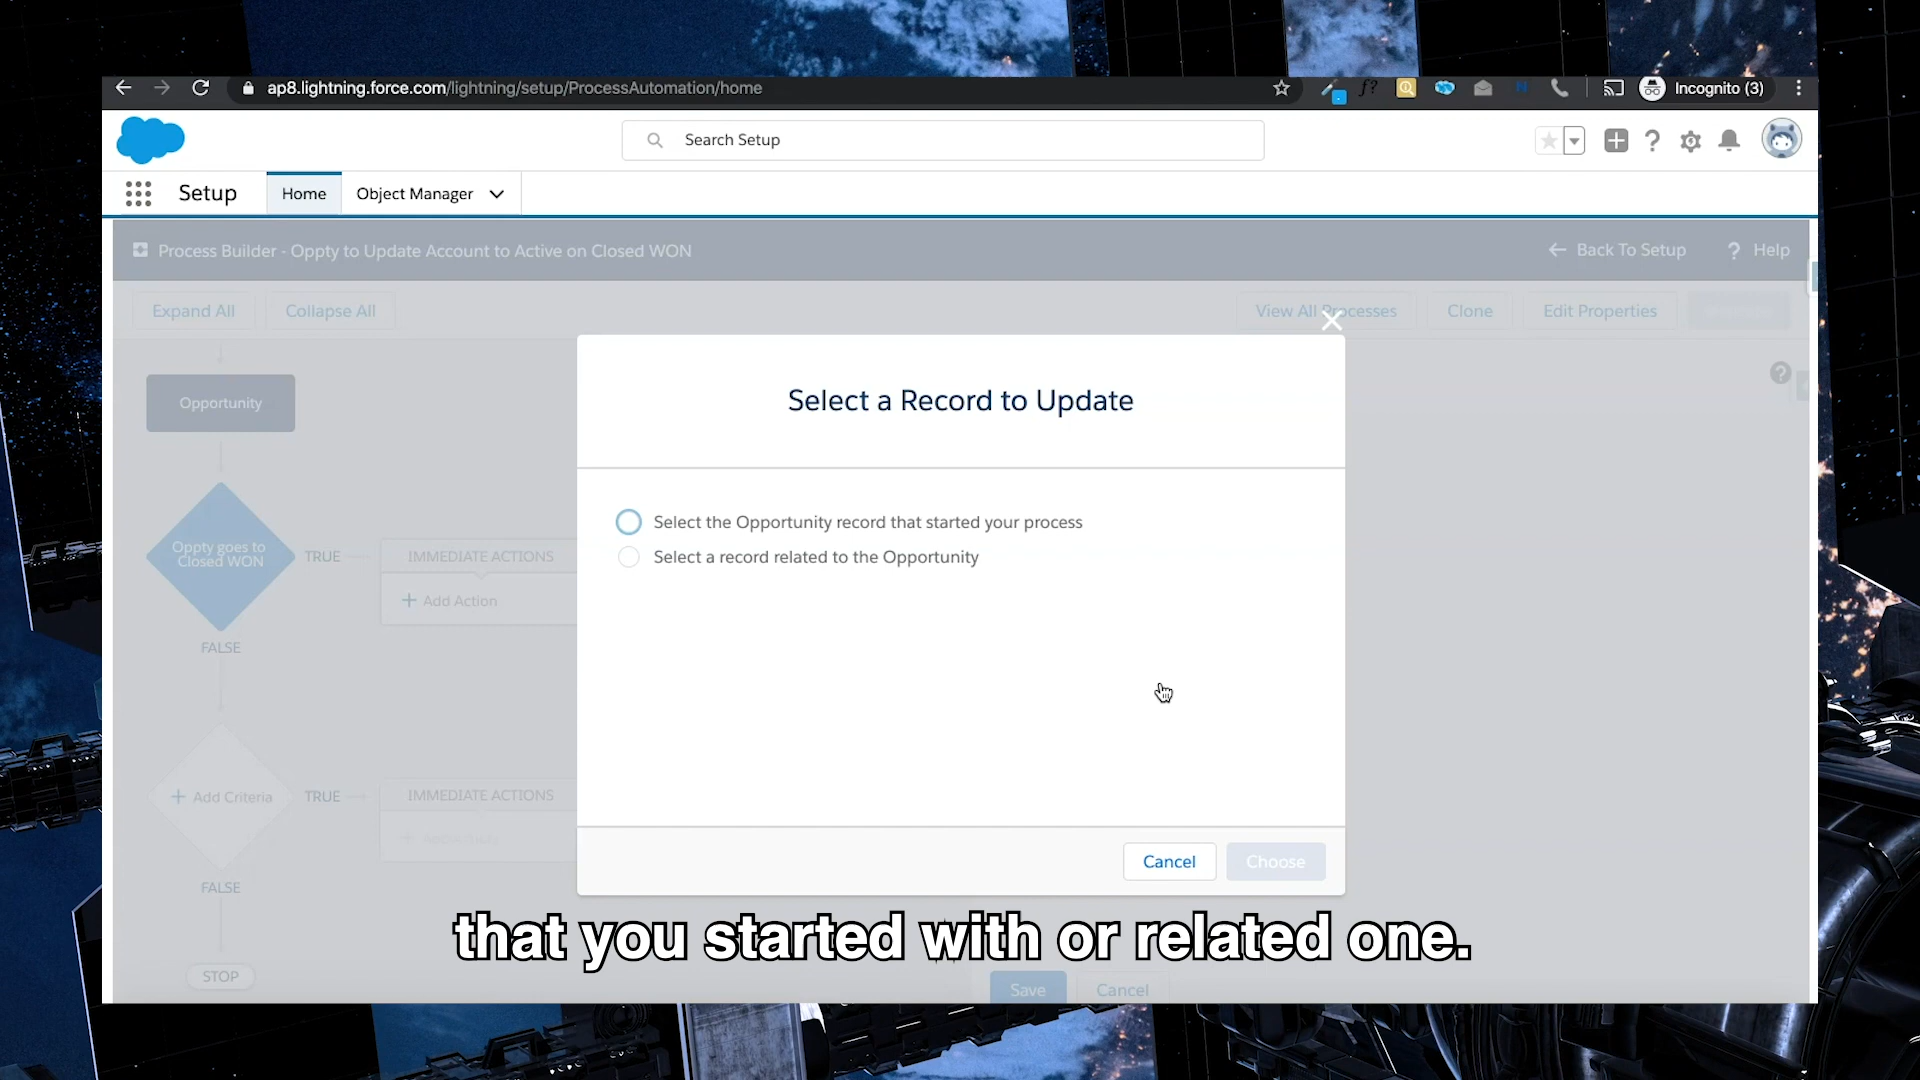 ap8.lightning.force.com/lightning/setup/ProcessAutomation/home
Incognito (3)
Search Setup
Setup
Home
Object Manager
Process Builder - Oppty to Update Account to Active on Closed WON
Back To Setup
? Help
Expand All
Collapse All
View All Processes
Clone
Edit Properties
Select a Record to Update
Opportunity
Select the Opportunity record that started your process
Select a record related to the Opportunity
Oppty goes to
Closed WON
TRUE
IMMEDIATE ACTIONS
+ Add Action
FALSE
+ Add Criteria
TRUE
IMMEDIATE ACTIONS
FALSE
Cancel
Choose
that you started with or related one.
STOP
Save
Cancel